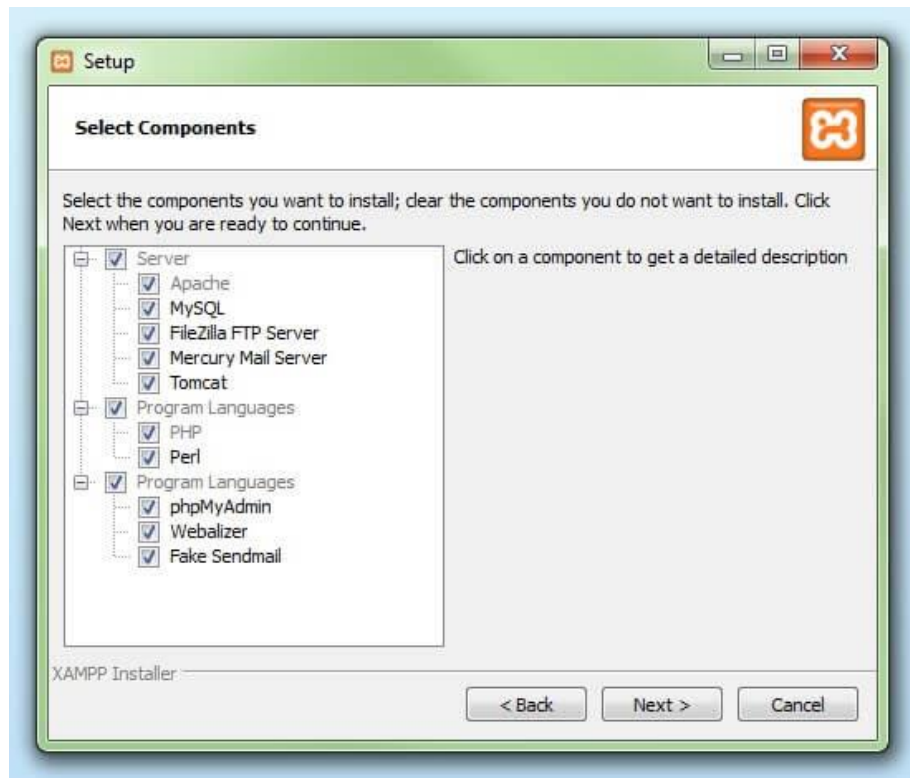 Setup
Select Components
Select the components you want to install; clear the components you do not want to install. Click
Next when you are ready to continue.
Server
Apache
MySQL
FileZilla FTP Server
Mercury Mail Server
Tomcat
Program Languages
PHP
Perl
Program Languages
phpMyAdmin
Webalizer
Fake Sendmail
Click on a component to get a detailed description
XAMPP Installer
< Back
Next >
Cancel